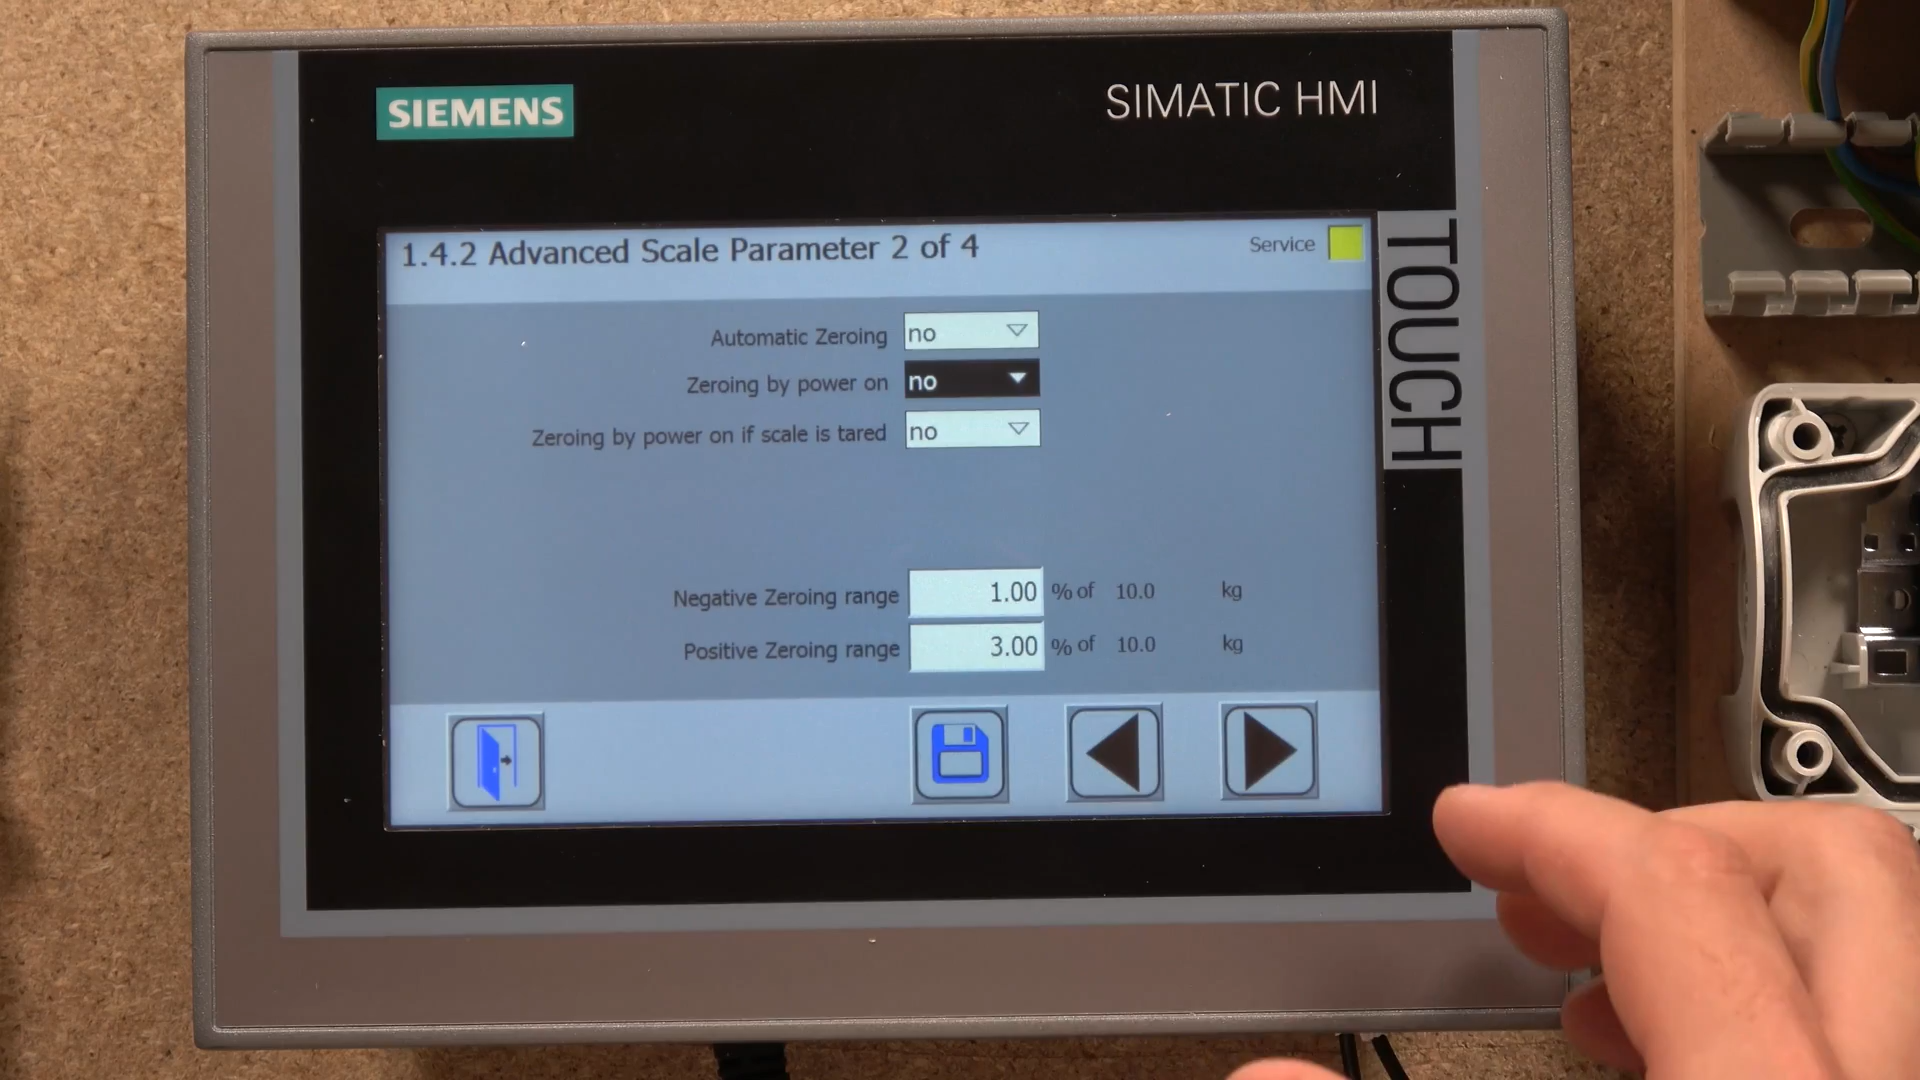 SIEMENS
SIMATIC HMI
TOUCH
1.4.2 Advanced Scale Parameter 2 of 4
Service
Automatic Zeroing no
Zeroing by power on no
Zeroing by power on if scale is tared no
Negative Zeroing range 1.00 % of 10.0 kg
Positive Zeroing range 3.00 % of 10.0 kg